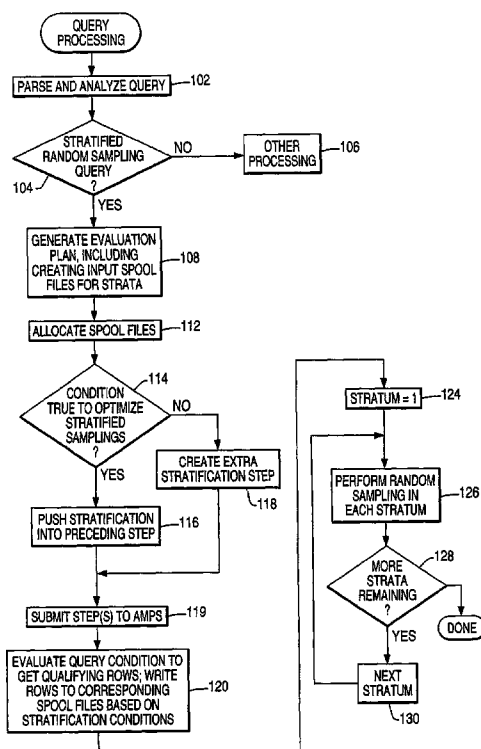 QUERY
PROCESSING
PARSE AND ANALYZE QUERY
102
STRATIFIED
RANDOM SAMPLING
QUERY
?
104
NO
YES
OTHER
PROCESSING
106
GENERATE EVALUATION
PLAN, INCLUDING
CREATING INPUT SPOOL
FILES FOR STRATA
108
ALLOCATE SPOOL FILES
112
CONDITION
TRUE TO OPTIMIZE
STRATIFIED
SAMPLINGS
?
114
NO
YES
CREATE EXTRA
STRATIFICATION STEP
118
PUSH STRATIFICATION
INTO PRECEDING STEP
116
SUBMIT STEP(S) TO AMPS
119
EVALUATE QUERY CONDITION TO
GET QUALIFYING ROWS; WRITE
ROWS TO CORRESPONDING
SPOOL FILES BASED ON
STRATIFICATION CONDITIONS
120
STRATUM = 1
124
PERFORM RANDOM
SAMPLING IN
EACH STRATUM
126
MORE
STRATA
REMAINING
?
128
DONE
YES
NEXT
STRATUM
130